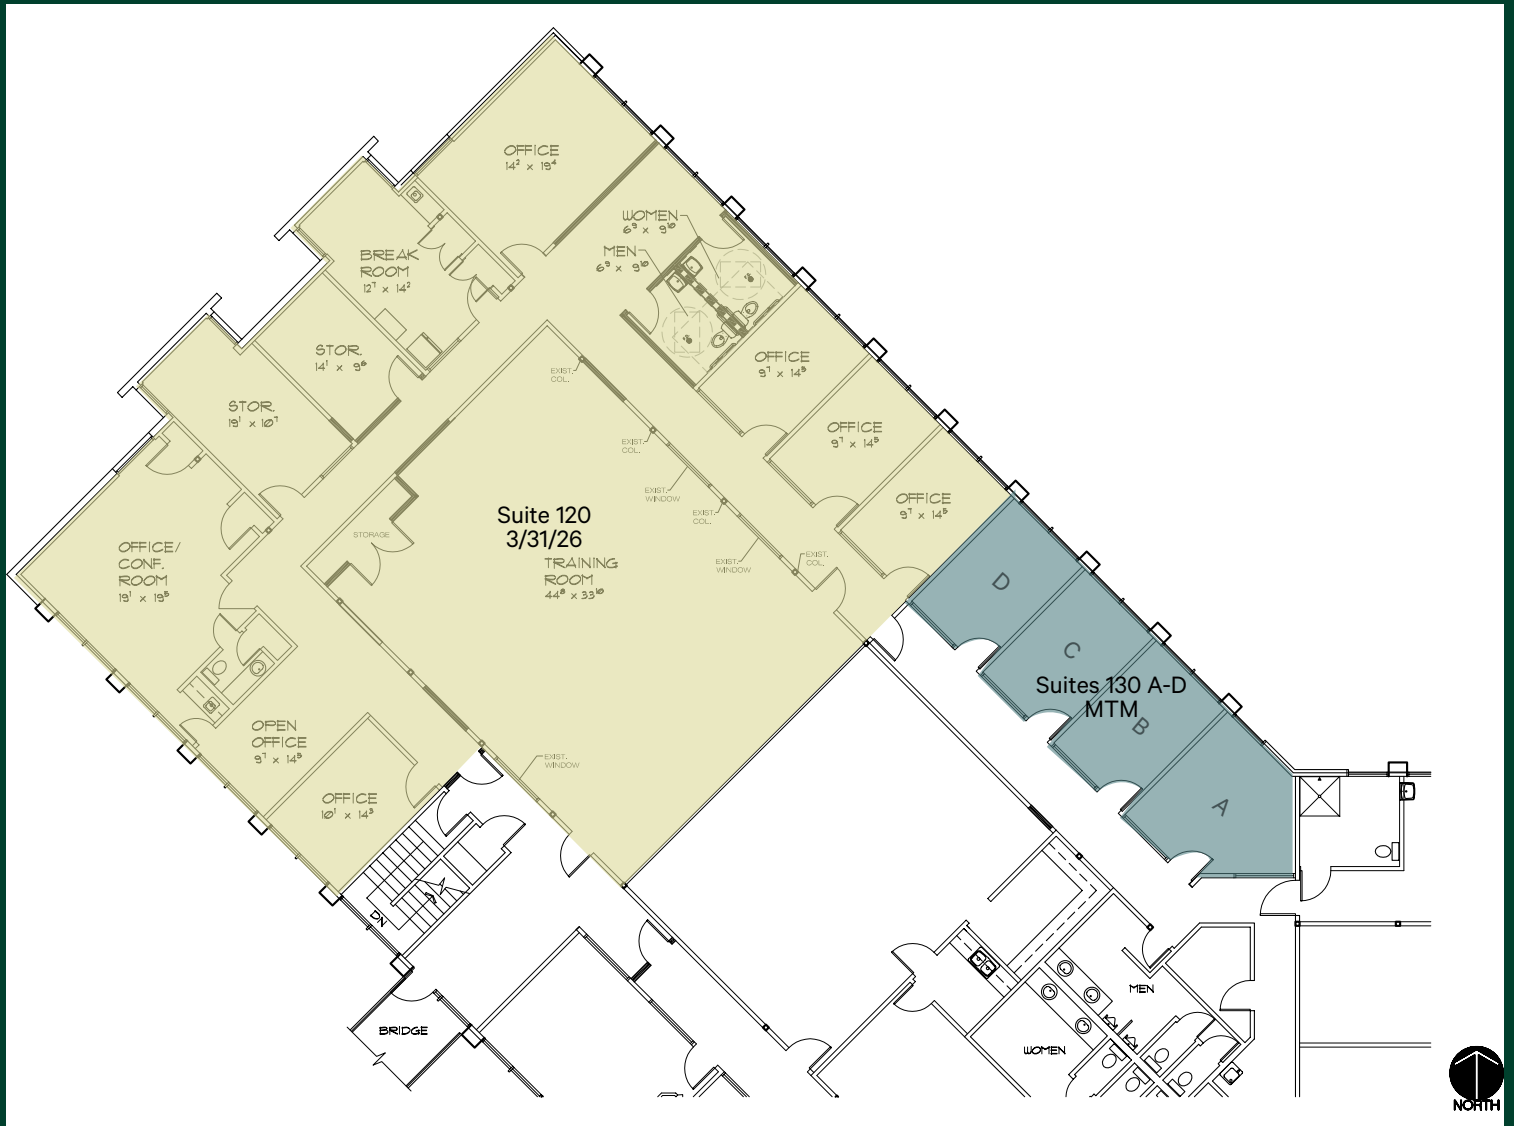 OFFICE
14² x 19⁴
WOMEN
6⁹ x 9¹⁰
MEN
6⁹ x 9¹⁰
BREAK
ROOM
12⁷ x 14²
STOR.
14¹ x 9⁶
STOR.
19¹ x 10⁷
OFFICE
9⁷ x 14⁵
OFFICE
9⁷ x 14⁵
OFFICE
9⁷ x 14⁵
EXIST.
COL.
EXIST.
COL.
EXIST.
WINDOW
EXIST.
COL.
EXIST.
WINDOW
EXIST.
COL.
Suite 120
3/31/26
TRAINING
ROOM
44⁸ x 33¹⁰
STORAGE
OFFICE/
CONF.
ROOM
19¹ x 19⁵
D
C
Suites 130 A-D
MTM
B
A
OPEN
OFFICE
9⁷ x 14⁵
EXIST.
WINDOW
OFFICE
10¹ x 14³
DN
BRIDGE
MEN
WOMEN
NORTH